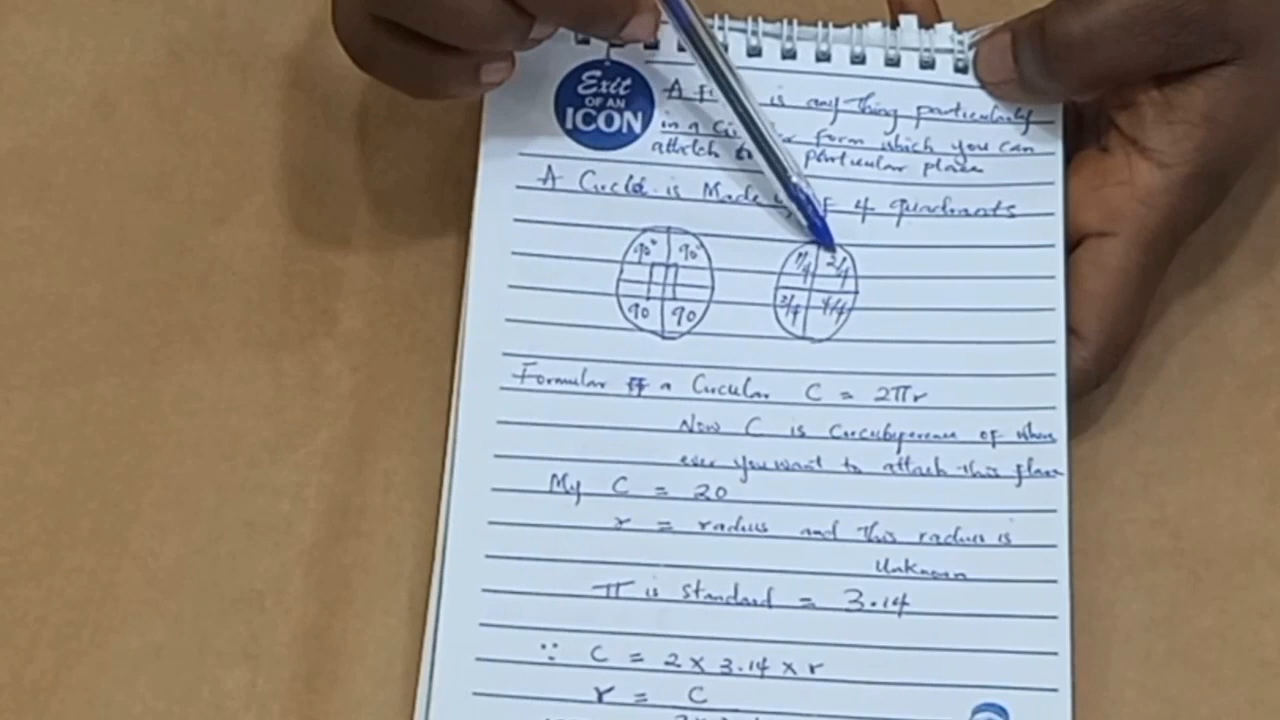 Exit
OF AN
ICON
A is any thing particularly
in a form which you can
attatch particular place
A Circle is Made of 4 quadrants
90° 90°
90 90
1/4 2/4
3/4 4/4
Formular of a Circular C = 2πr
Now C is of where
ever you want to attach this flare
My C = 20
r = radius and this radius is
Unknown
π is standard = 3.14
∵ C = 2 x 3.14 x r
r = C